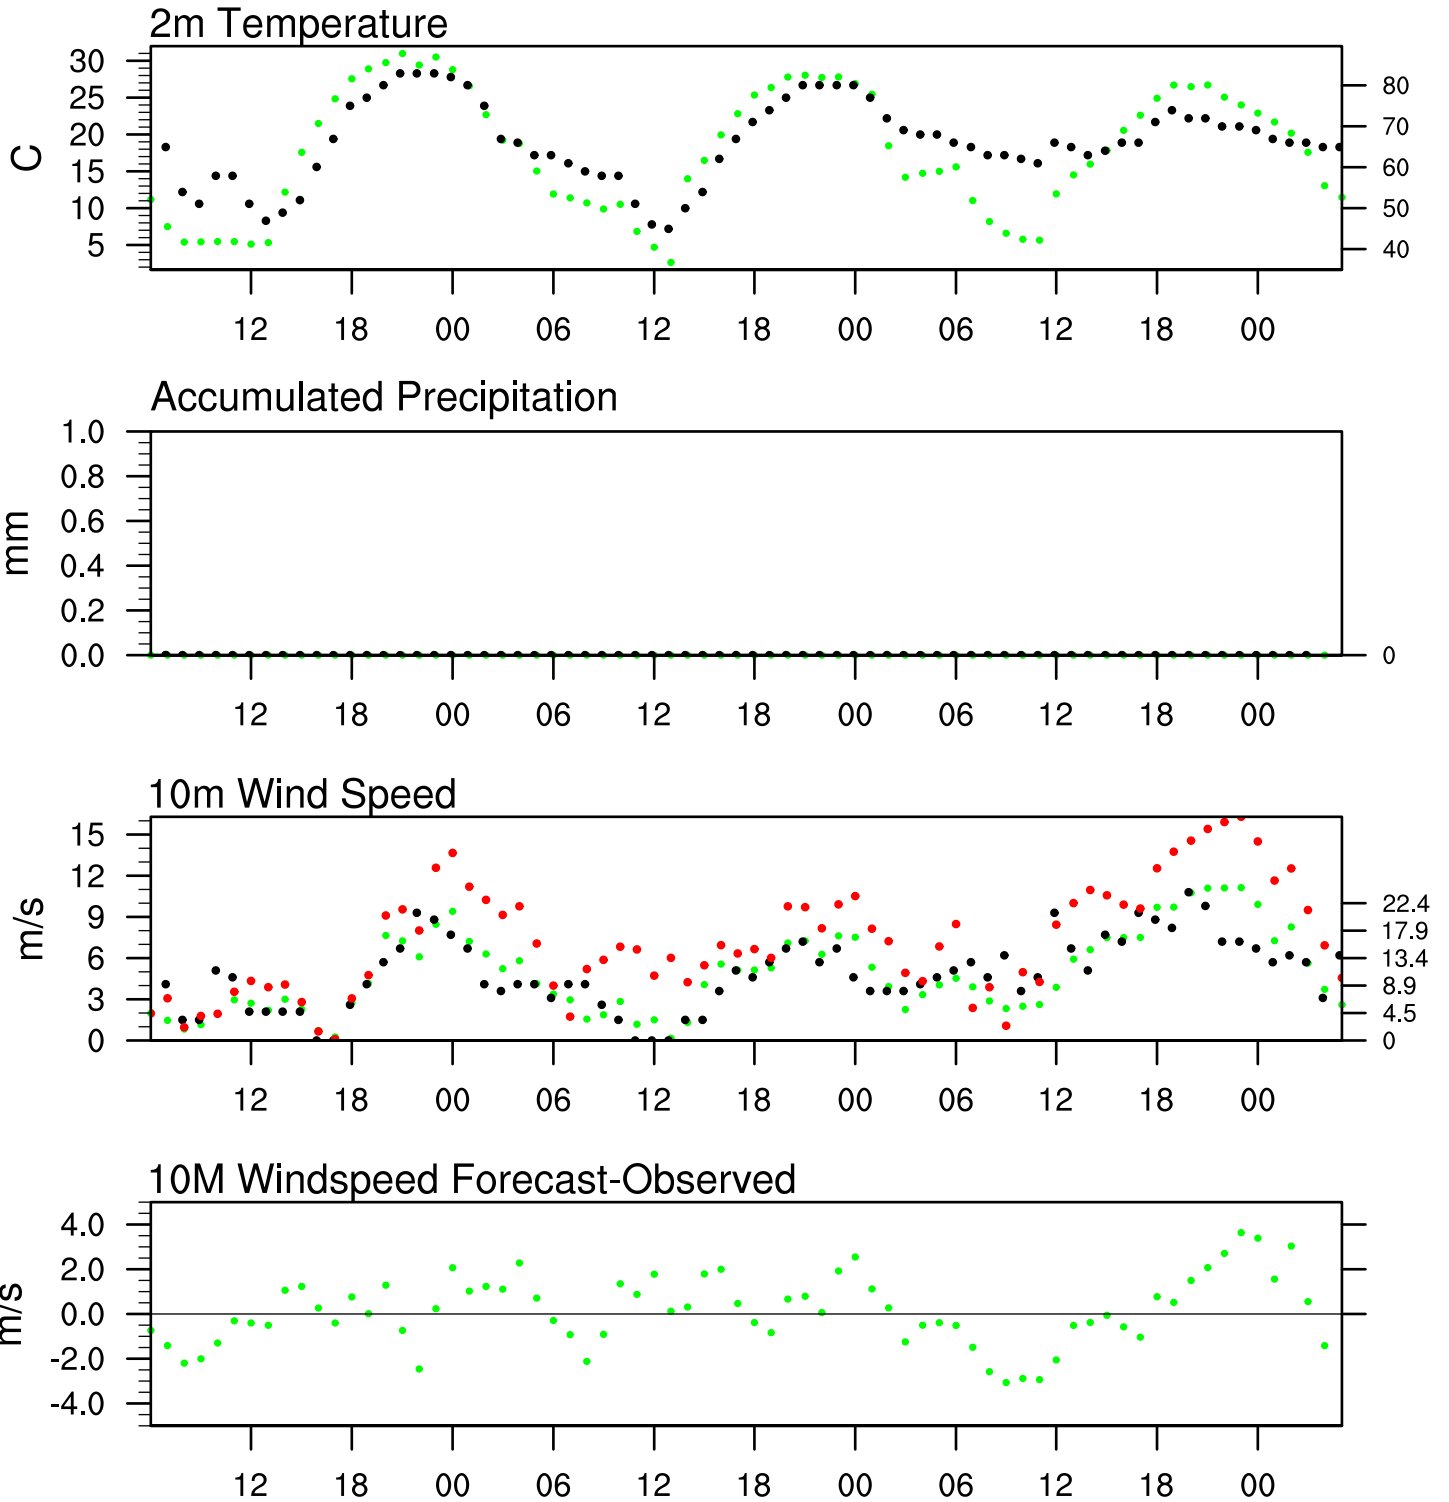 2m Temperature
30
25
20
15
10
5
C
80
70
60
50
40
12 18 00 06 12 18 00 06 12 18 00
Accumulated Precipitation
1.0
0.8
0.6
0.4
0.2
0.0
mm
0
12 18 00 06 12 18 00 06 12 18 00
10m Wind Speed
15
12
9
6
3
0
m/s
22.4
17.9
13.4
8.9
4.5
0
12 18 00 06 12 18 00 06 12 18 00
10M Windspeed Forecast-Observed
4.0
2.0
0.0
-2.0
-4.0
m/s
12 18 00 06 12 18 00 06 12 18 00